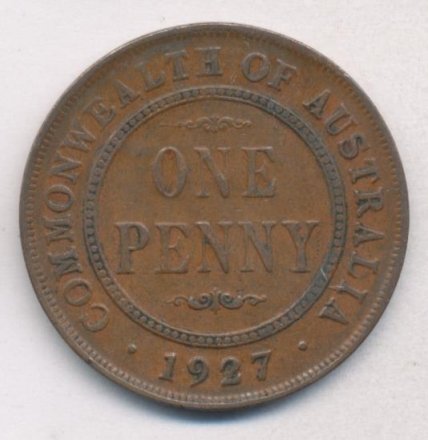 COMMONWEALTH OF AUSTRALIA
ONE
PENNY
· 1927 ·